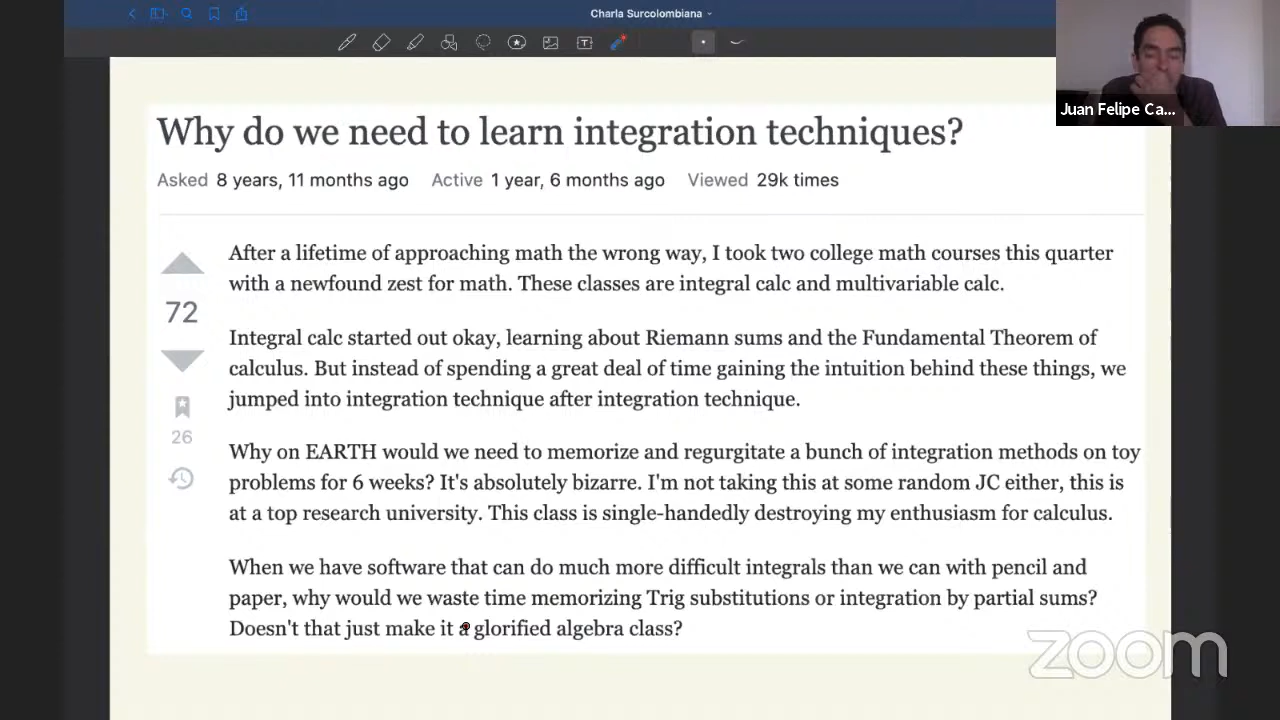 Charla Surcolombiana
Juan Felipe Ca...
Why do we need to learn integration techniques?
Asked 8 years, 11 months ago Active 1 year, 6 months ago Viewed 29k times
72
26
After a lifetime of approaching math the wrong way, I took two college math courses this quarter
with a newfound zest for math. These classes are integral calc and multivariable calc.
Integral calc started out okay, learning about Riemann sums and the Fundamental Theorem of
calculus. But instead of spending a great deal of time gaining the intuition behind these things, we
jumped into integration technique after integration technique.
Why on EARTH would we need to memorize and regurgitate a bunch of integration methods on toy
problems for 6 weeks? It's absolutely bizarre. I'm not taking this at some random JC either, this is
at a top research university. This class is single-handedly destroying my enthusiasm for calculus.
When we have software that can do much more difficult integrals than we can with pencil and
paper, why would we waste time memorizing Trig substitutions or integration by partial sums?
Doesn't that just make it a glorified algebra class?
zoom